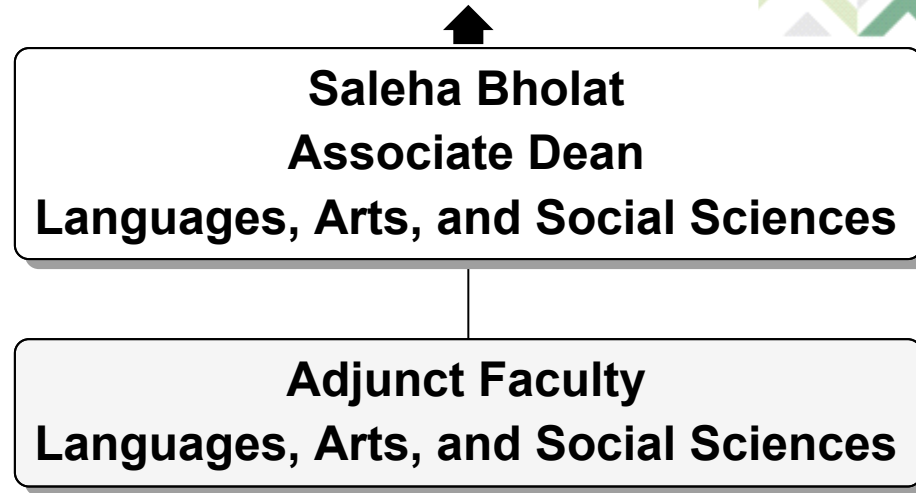 Saleha Bholat
Associate Dean
Languages, Arts, and Social Sciences
Adjunct Faculty
Languages, Arts, and Social Sciences